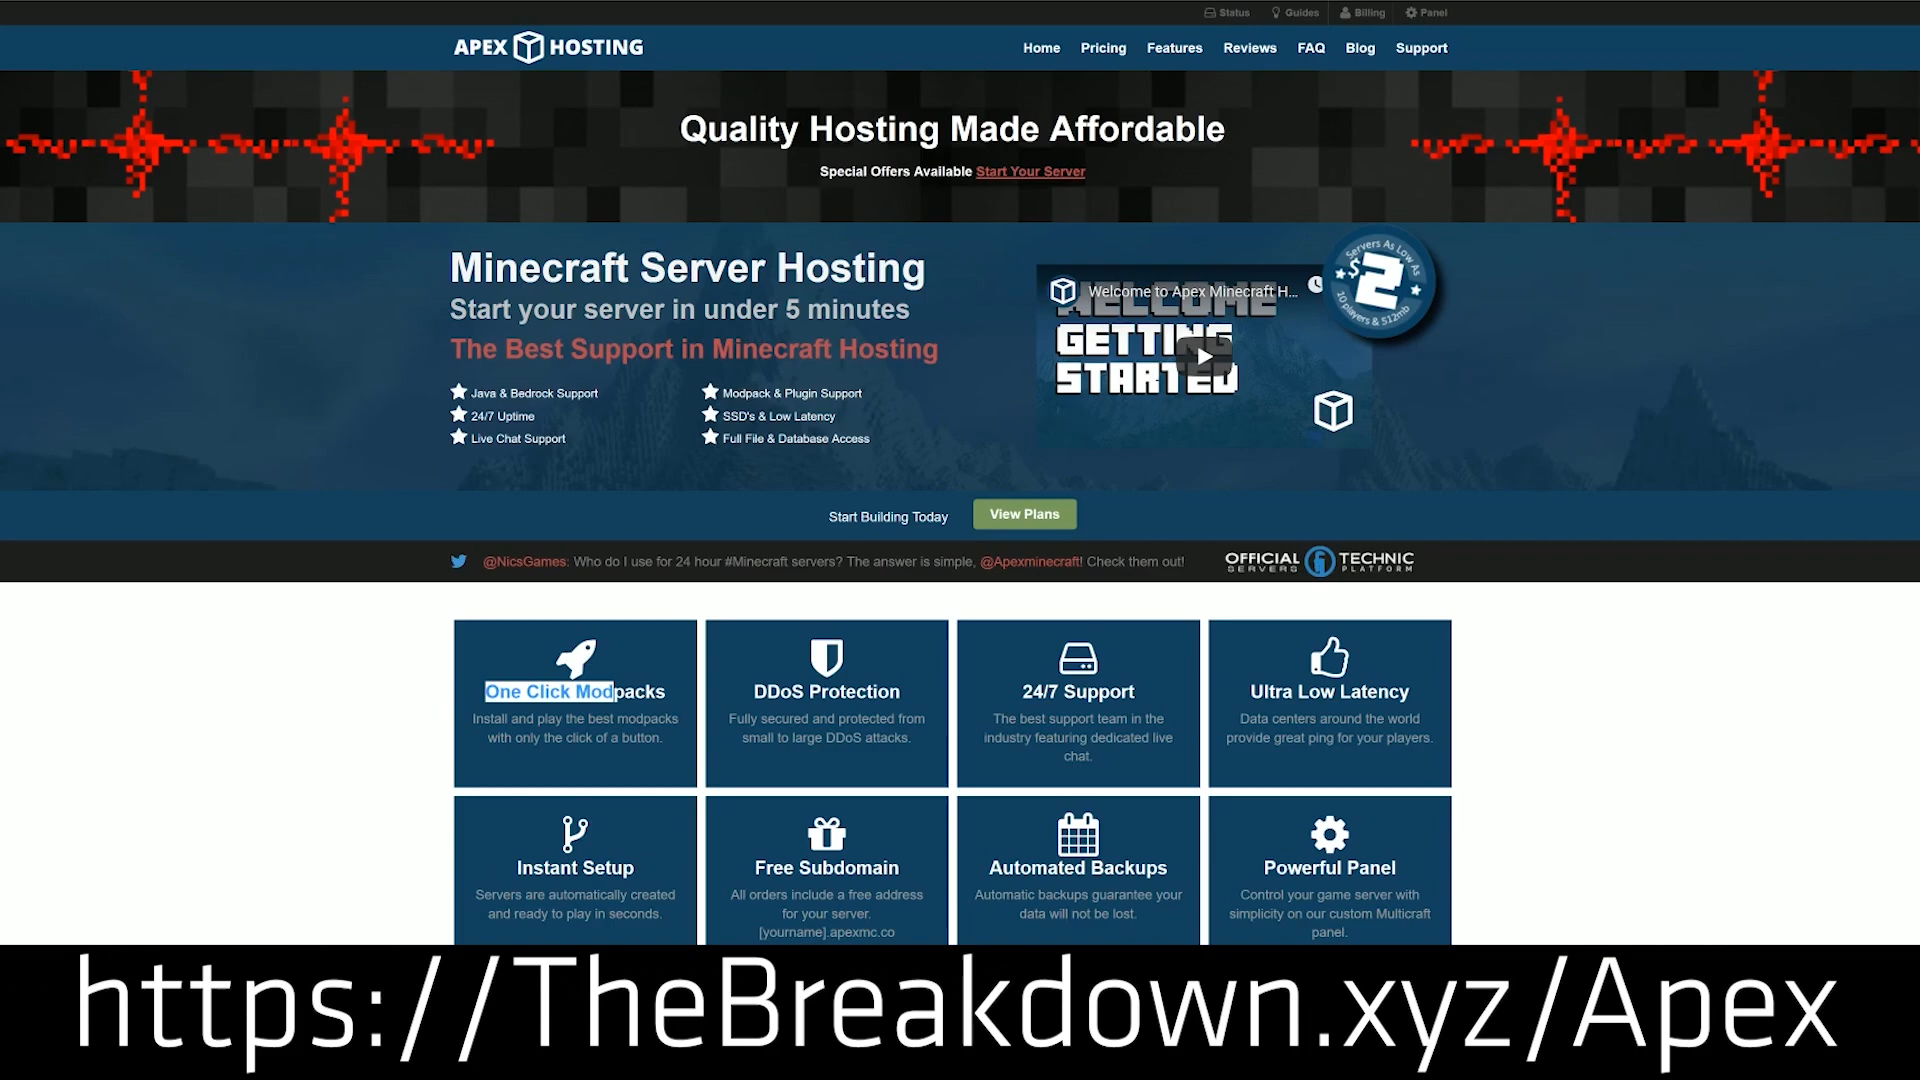 Status Guides Billing Panel
APEX HOSTING
Home Pricing Features Reviews FAQ Blog Support
Quality Hosting Made Affordable
Special Offers Available Start Your Server
Minecraft Server Hosting
Start your server in under 5 minutes
The Best Support in Minecraft Hosting
Java & Bedrock Support
24/7 Uptime
Live Chat Support
Modpack & Plugin Support
SSD's & Low Latency
Full File & Database Access
Welcome to Apex Minecraft H...
WELCOME
GETTING
STARTED
Servers As Low As
$2
10 players & 512mb
Start Building Today
View Plans
@NicsGames: Who do I use for 24 hour #Minecraft servers? The answer is simple, @Apexminecraft! Check them out!
OFFICIAL TECHNIC
SERVERS PLATFORM
One Click Modpacks
Install and play the best modpacks
with only the click of a button.
DDoS Protection
Fully secured and protected from
small to large DDoS attacks.
24/7 Support
The best support team in the
industry featuring dedicated live
chat.
Ultra Low Latency
Data centers around the world
provide great ping for your players.
Instant Setup
Servers are automatically created
and ready to play in seconds.
Free Subdomain
All orders include a free address
for your server.
[yourname].apexmc.co
Automated Backups
Automatic backups guarantee your
data will not be lost.
Powerful Panel
Control your game server with
simplicity on our custom Multicraft
panel.
https://TheBreakdown.xyz/Apex